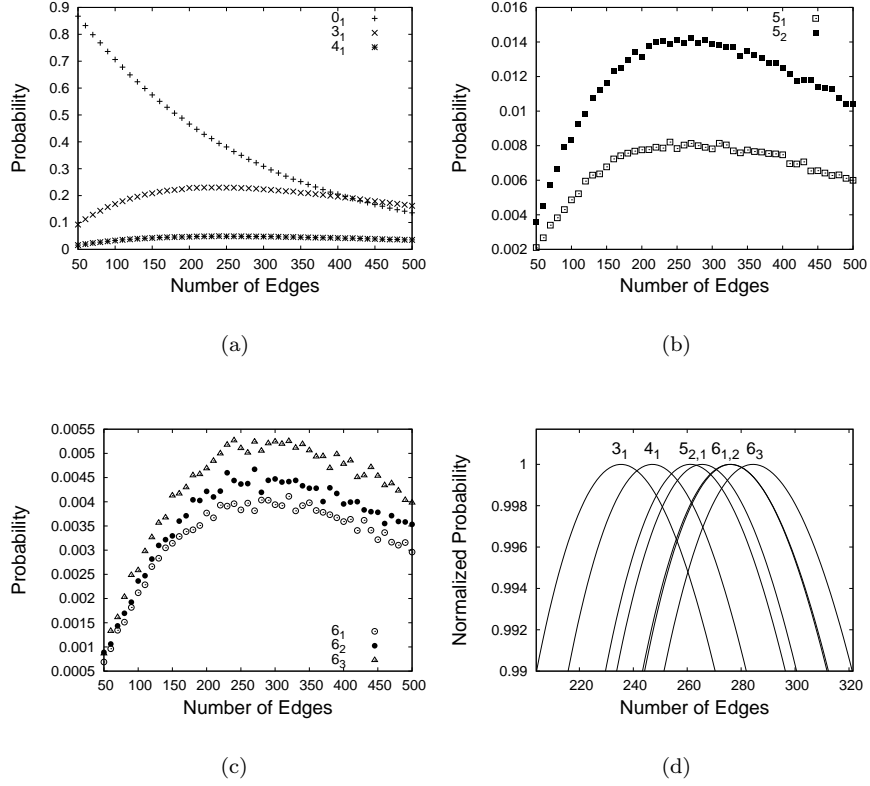 0.9
0.8
0.7
0.6
0.5
0.4
0.3
0.2
0.1
0
Probability
50 100 150 200 250 300 350 400 450 500
Number of Edges
0₁
3₁
4₁
(a)
0.016
0.014
0.012
0.01
0.008
0.006
0.004
0.002
Probability
50 100 150 200 250 300 350 400 450 500
Number of Edges
5₁
5₂
(b)
0.0055
0.005
0.0045
0.004
0.0035
0.003
0.0025
0.002
0.0015
0.001
0.0005
Probability
50 100 150 200 250 300 350 400 450 500
Number of Edges
6₁
6₂
6₃
(c)
3₁ 4₁ 5₂,₁ 6₁,₂ 6₃
1
0.998
0.996
0.994
0.992
0.99
Normalized Probability
220 240 260 280 300 320
Number of Edges
(d)